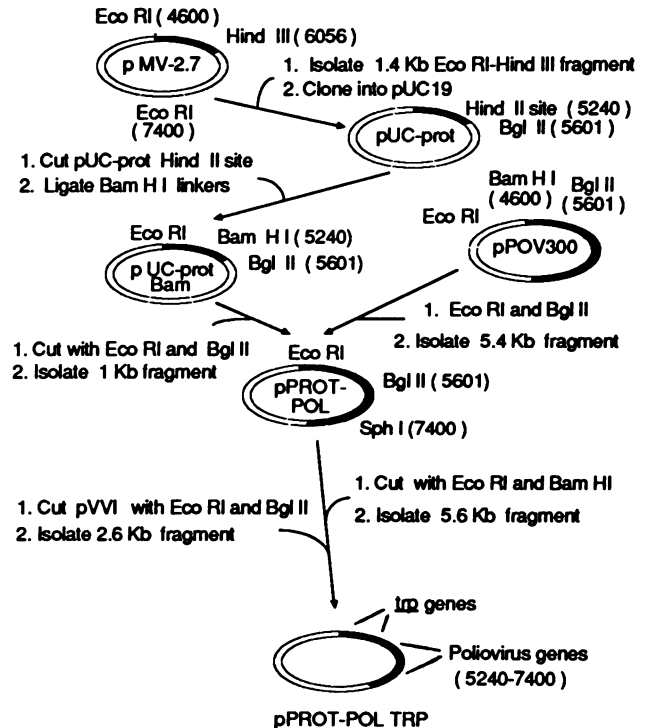 Eco RI ( 4600)
Hind III (6056)
p MV-2.7
1. Isolate 1.4 Kb Eco RI-Hind III fragment
2. Clone into pUC19
Eco RI
(7400)
Hind II site (5240)
Bgl II (5601)
pUC-prot
1. Cut pUC-prot Hind II site
2. Ligate Bam H I linkers
Bam H I
(4600)
Bgl II
(5601)
Eco RI
pPOV300
Eco RI
Bam H I (5240)
Bgl II (5601)
p UC-prot
Bam
1. Eco RI and Bgl II
2. Isolate 5.4 Kb fragment
1. Cut with Eco RI and Bgl II
2. Isolate 1 Kb fragment
Eco RI
pPROT-
POL
Bgl II (5601)
Sph I (7400)
1. Cut pVVI with Eco RI and Bgl II
2. Isolate 2.6 Kb fragment
1. Cut with Eco RI and Bam HI
2. Isolate 5.6 Kb fragment
trp genes
Poliovirus genes
(5240-7400)
pPROT-POL TRP